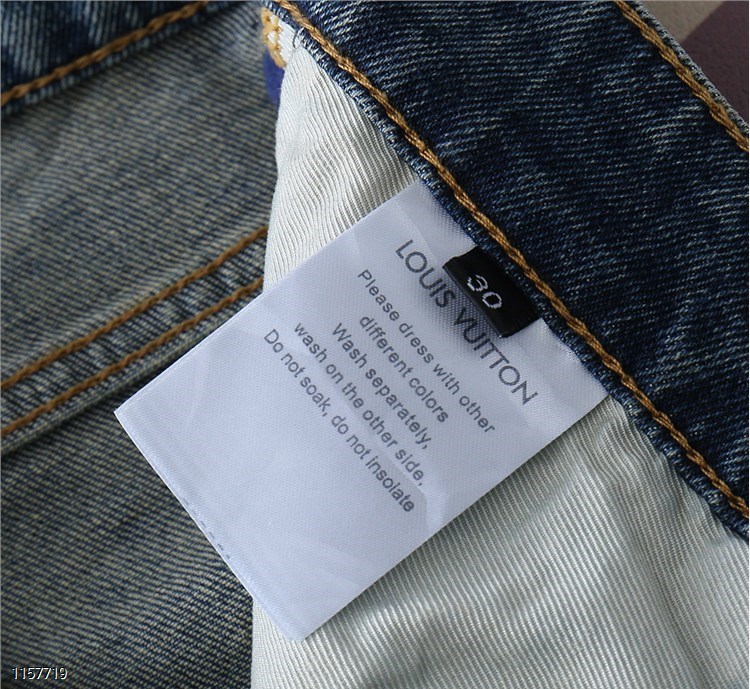 30
LOUIS VUITTON
Please dress with other
different colors
Wash separately,
wash on the other side,
Do not soak, do not insolate
1157719